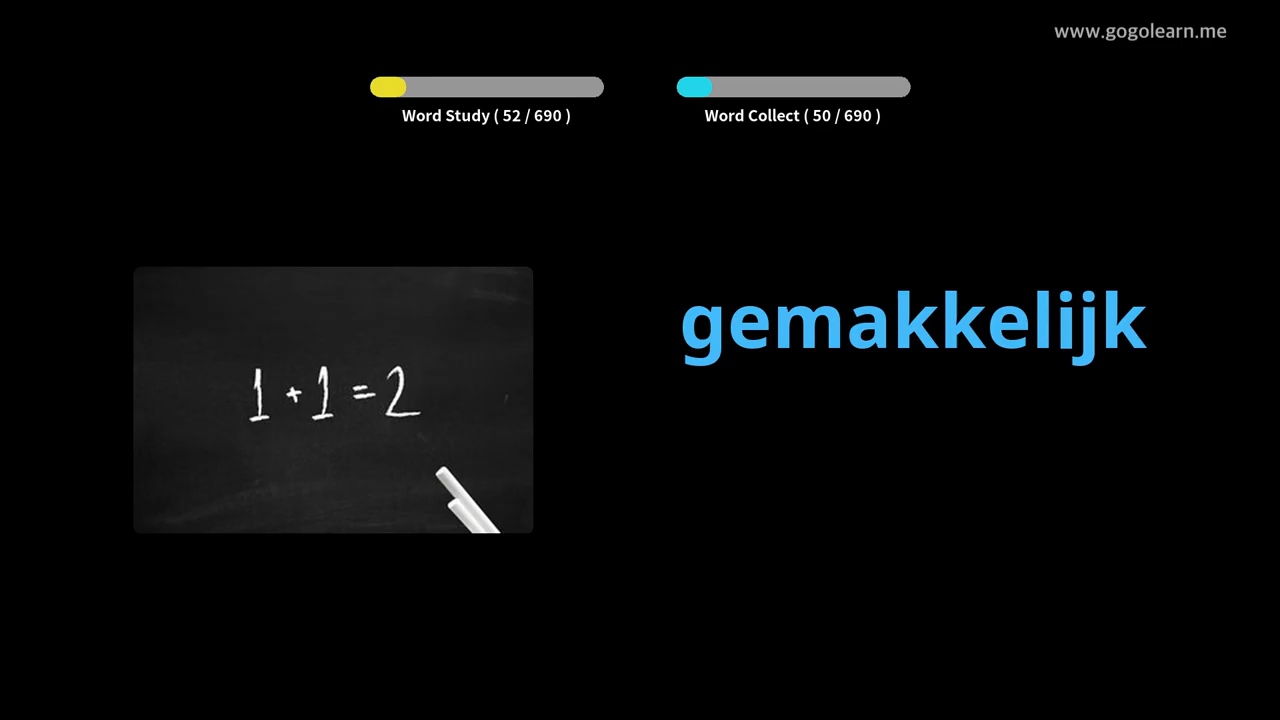 www.gogolearn.me
Word Study ( 52 / 690 )
Word Collect ( 50 / 690 )
gemakkelijk
1 + 1 = 2